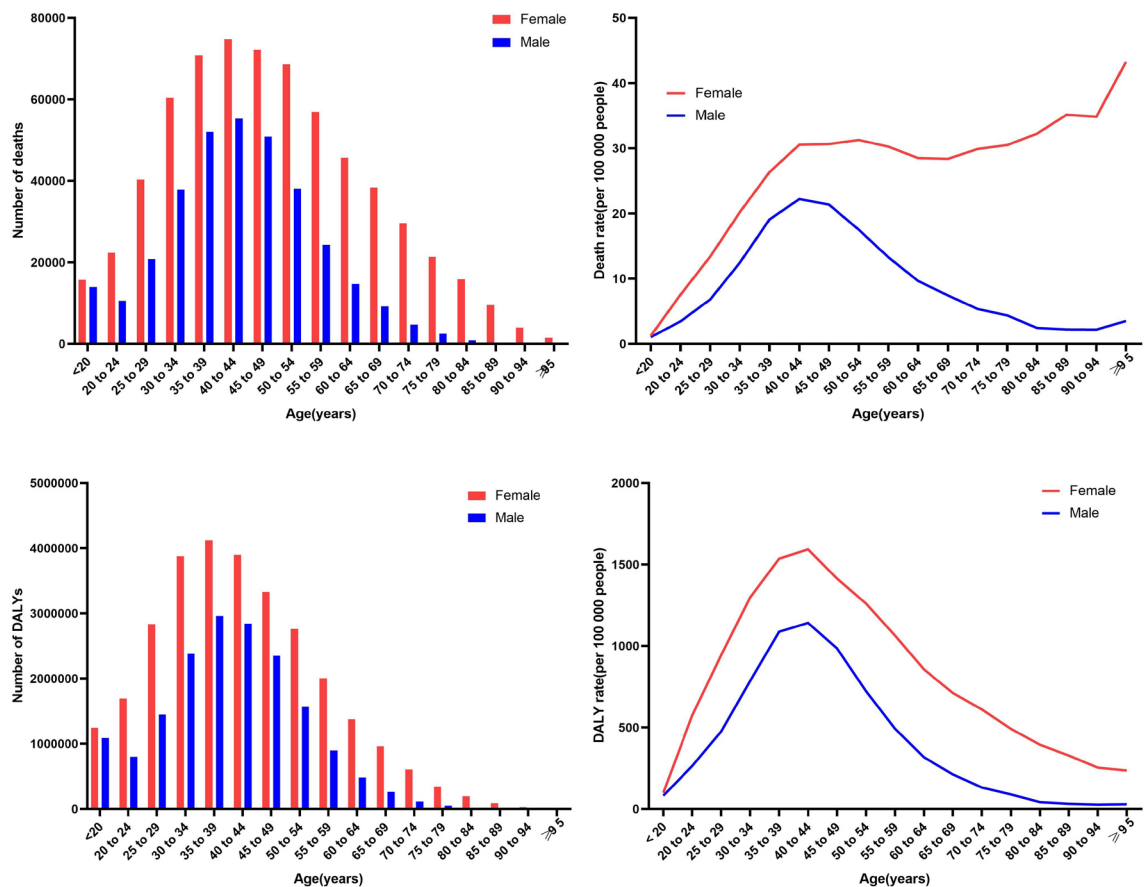 80000
60000
40000
20000
0
Number of deaths
Female
Male
<20
20 to 24
25 to 29
30 to 34
35 to 39
40 to 44
45 to 49
50 to 54
55 to 59
60 to 64
65 to 69
70 to 74
75 to 79
80 to 84
85 to 89
90 to 94
⩾95
Age(years)
50
40
30
20
10
0
Death rate(per 100 000 people)
Female
Male
<20
20 to 24
25 to 29
30 to 34
35 to 39
40 to 44
45 to 49
50 to 54
55 to 59
60 to 64
65 to 69
70 to 74
75 to 79
80 to 84
85 to 89
90 to 94
⩾9 5
Age(years)
5000000
4000000
3000000
2000000
1000000
0
Number of DALYs
Female
Male
<20
20 to 24
25 to 29
30 to 34
35 to 39
40 to 44
45 to 49
50 to 54
55 to 59
60 to 64
65 to 69
70 to 74
75 to 79
80 to 84
85 to 89
90 to 94
⩾9 5
Age(years)
2000
1500
1000
500
0
DALY rate(per 100 000 people)
Female
Male
< 20
20 to 24
25 to 29
30 to 34
35 to 39
40 to 44
45 to 49
50 to 54
55 to 59
60 to 64
65 to 69
70 to 74
75 to 79
80 to 84
85 to 89
90 to 94
⩾9 5
Age(years)